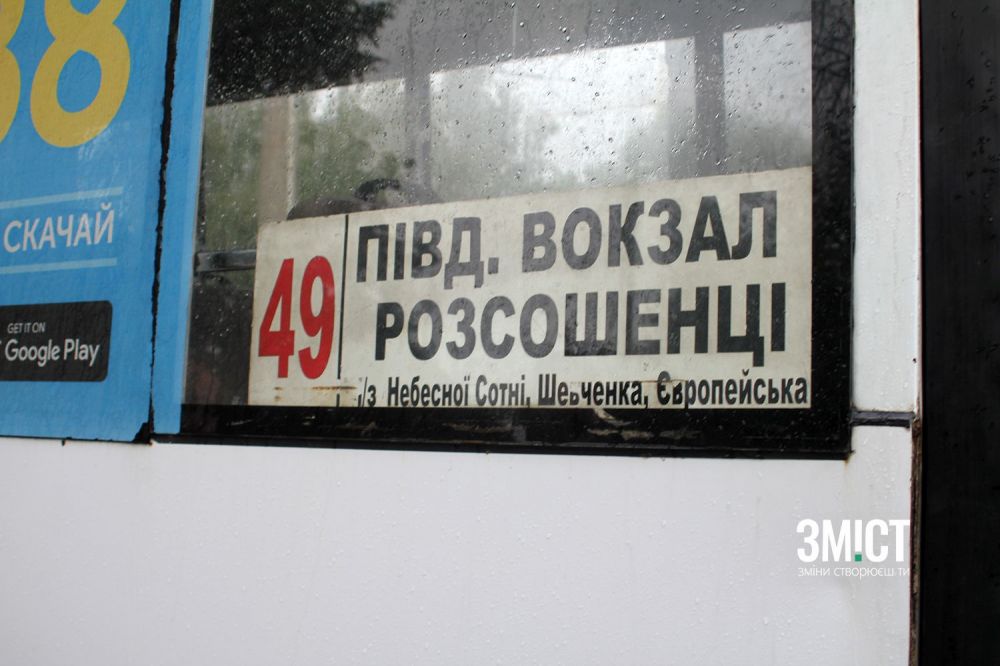 38
СКАЧАЙ
GET IT ON
Google Play
49
ПІВД. ВОКЗАЛ
РОЗСОШЕНЦІ
/з Небесної Сотні, Шевченка, Європейська
ЗМІСТ
ЗМІНИ СТВОРЮЄШ ТИ